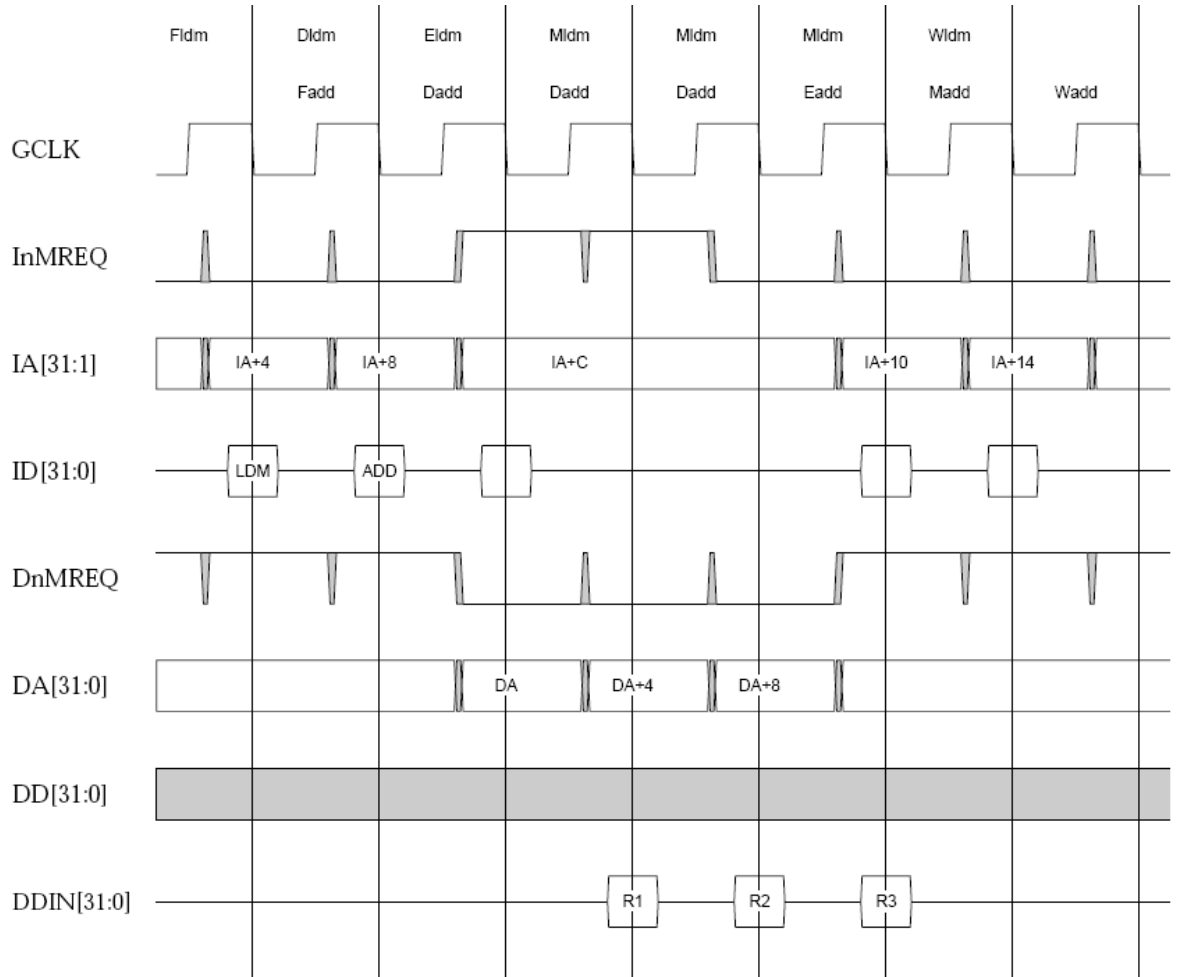 Fldm Dldm Eldm Mldm Mldm Mldm Wldm
Fadd Dadd Dadd Dadd Eadd Madd Wadd
GCLK
InMREQ
IA[31:1] IA+4 IA+8 IA+C IA+10 IA+14
ID[31:0] LDM ADD
DnMREQ
DA[31:0] DA DA+4 DA+8
DD[31:0]
DDIN[31:0] R1 R2 R3